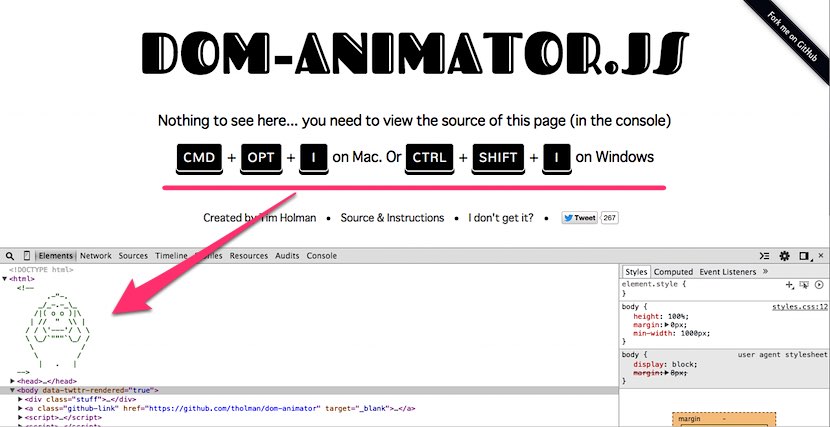 Fork me on GitHub
DOM-ANIMATOR.JS
Nothing to see here... you need to view the source of this page (in the console)
CMD + OPT + I on Mac. Or CTRL + SHIFT + I on Windows
Created by Tim Holman • Source & Instructions • I don't get it? • Tweet 267
Elements Network Sources Timeline Profiles Resources Audits Console
<!DOCTYPE html>
▼<html>
<!--
.-"-.
_/_-.-_\_
/|( o o )|\
| //  "  \\ |
/ / \'---'/ \ \
\ \_/`"""`\_/ /
\           /
\         /
|   .   |
-->
▶<head>…</head>
▼<body data-twttr-rendered="true">
▶<div class="stuff">…</div>
▶<a class="github-link" href="https://github.com/tholman/dom-animator" target="_blank">…</a>
▶<script>…</script>
▶<script>…</script>
Styles Computed Event Listeners »
element.style {
}
body { styles.css:12
height: 100%;
margin:▶0px;
min-width: 1000px;
}
body { user agent stylesheet
display: block;
margin:▶8px;
}
margin -